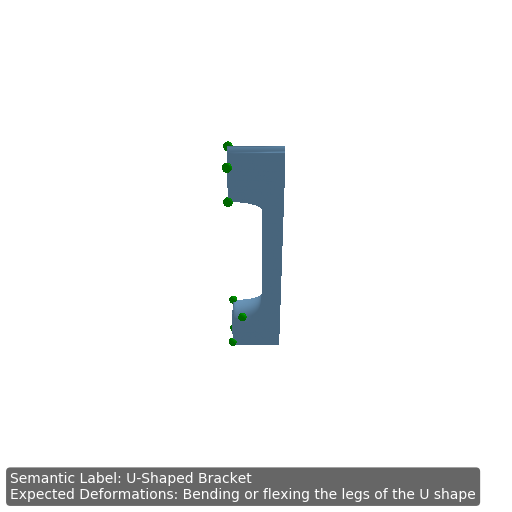 Semantic Label: U-Shaped Bracket
Expected Deformations: Bending or flexing the legs of the U shape